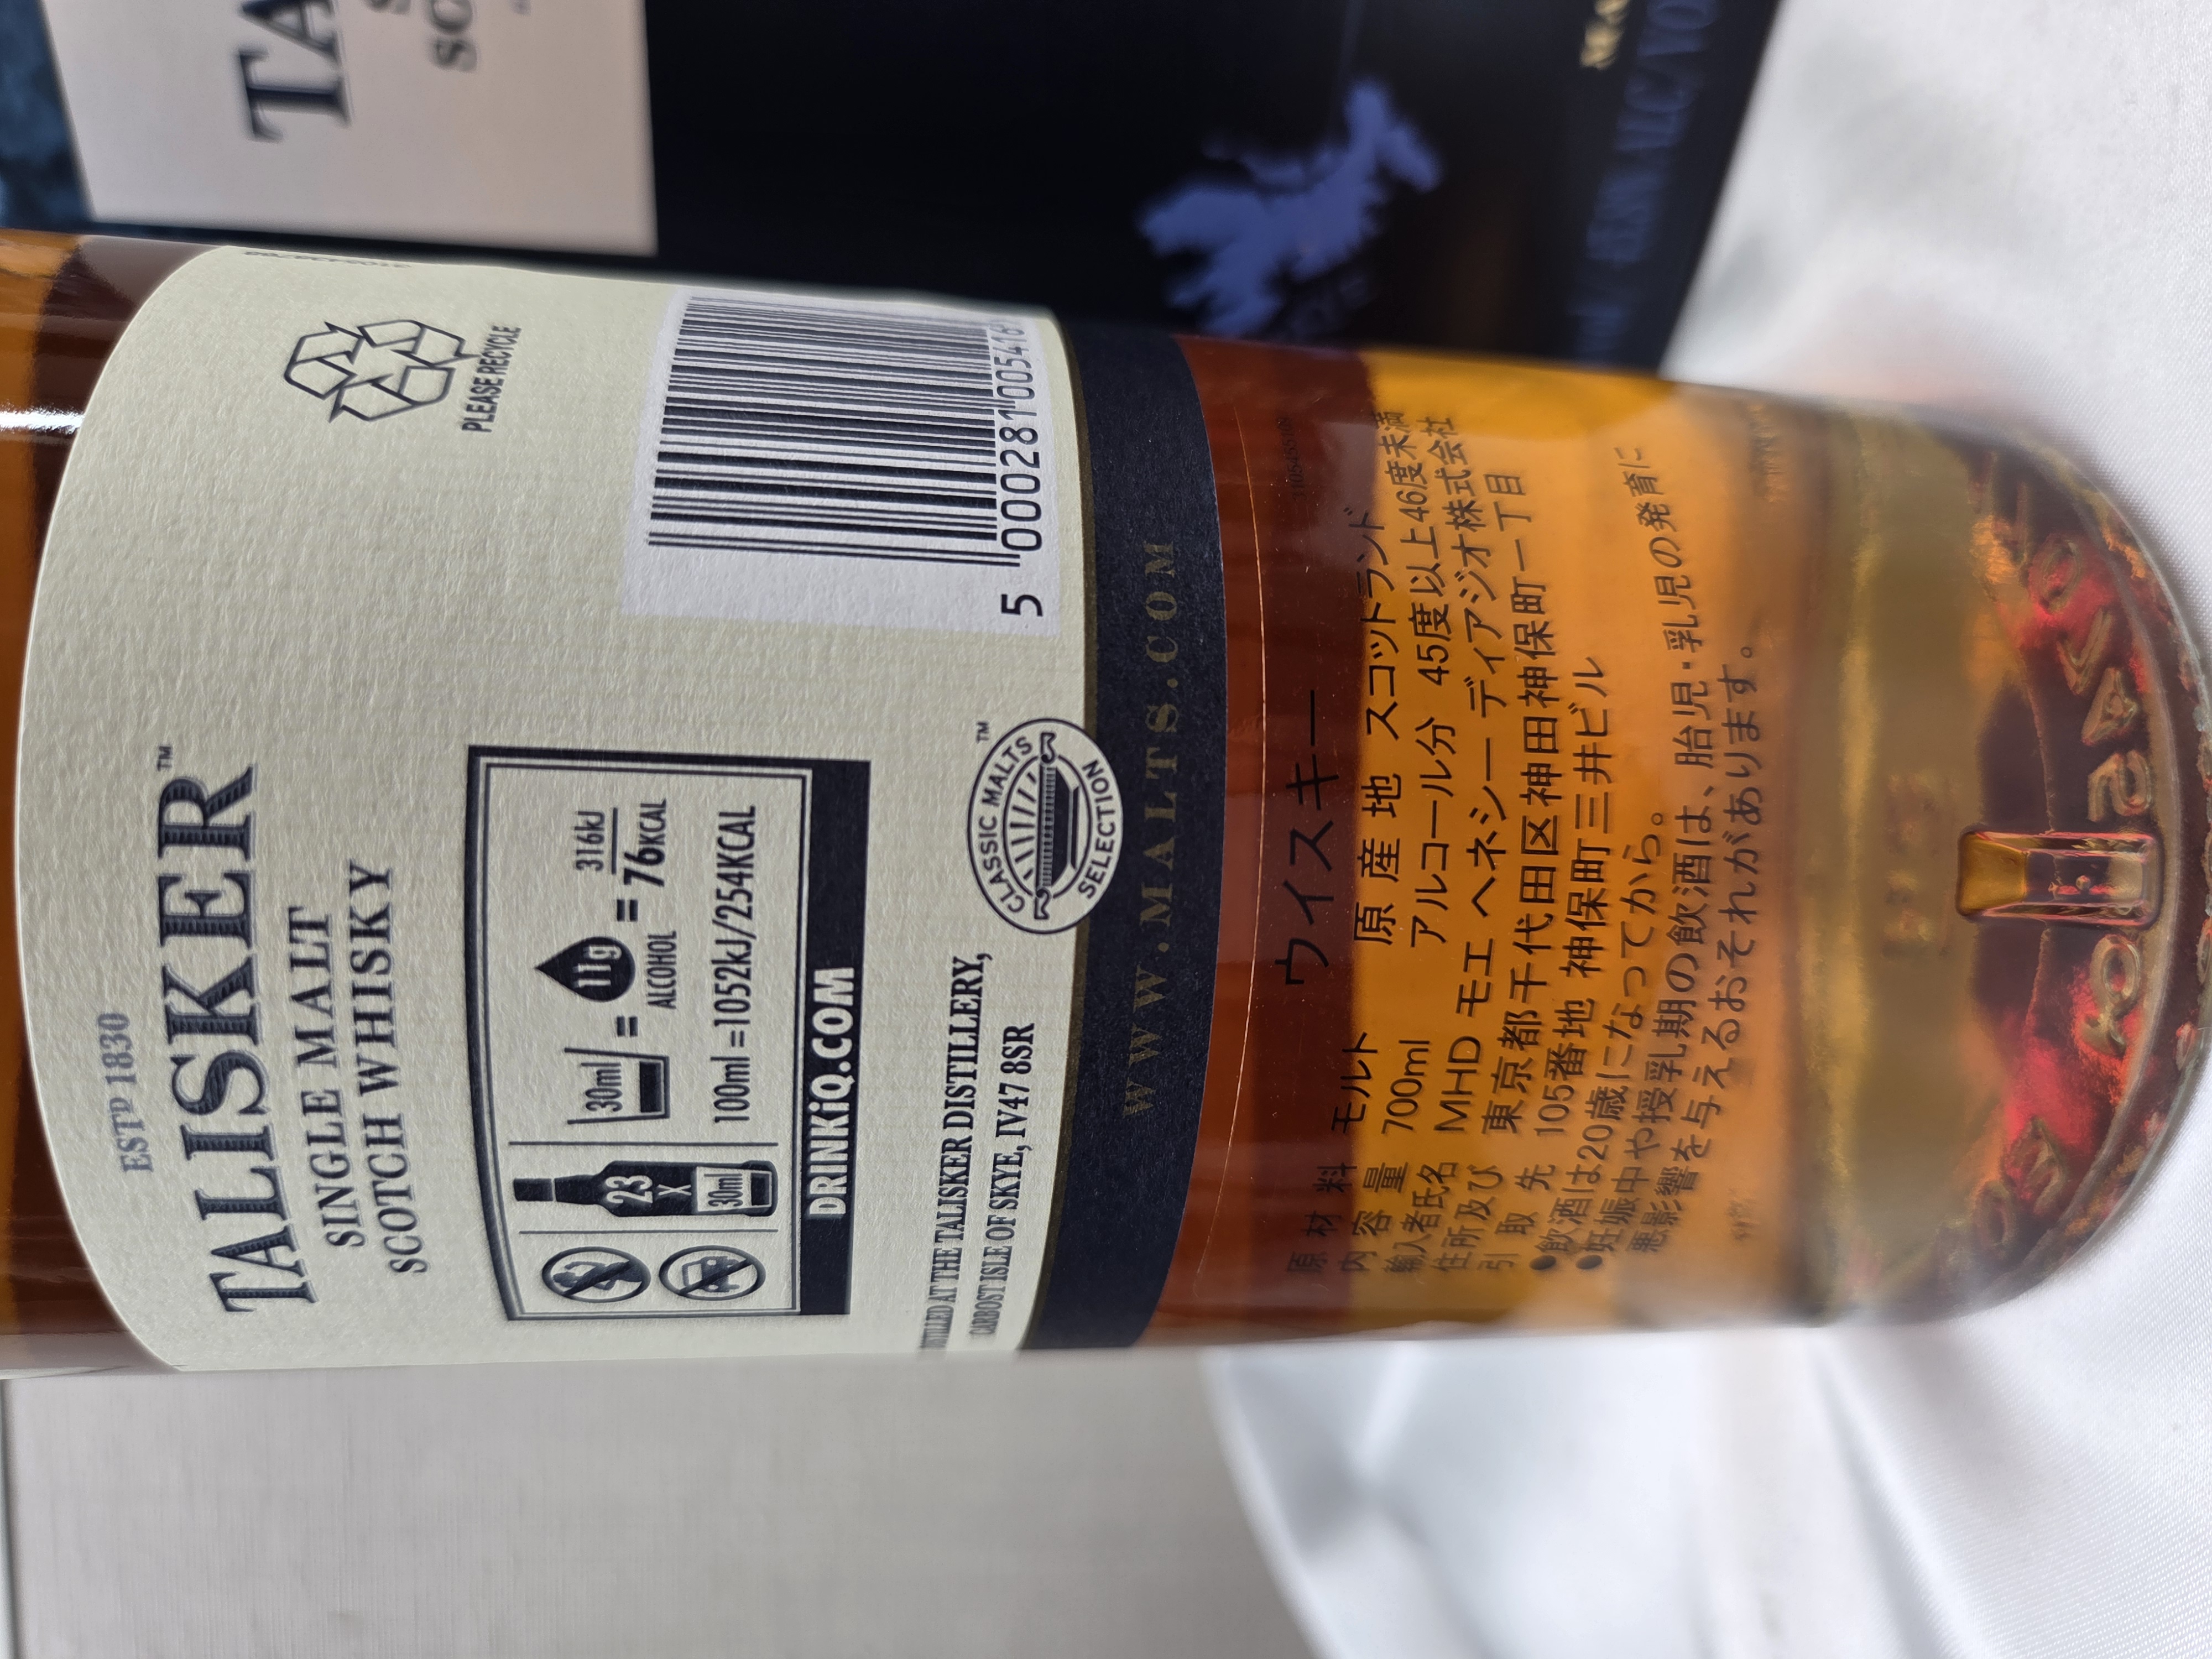 TA
ESTD 1830
TALISKER™
SINGLE MALT
SCOTCH WHISKY
23
X
30ml
30ml = 11g = 316kJ
76KCAL
ALCOHOL
100ml =1052kJ/254KCAL
DRINKiQ.COM
PLEASE RECYCLE
5 000281 005416
AT THE TALISKER DISTILLERY,
CARBOST ISLE OF SKYE, IV47 8SR
CLASSIC MALTS
SELECTION
™
WWW.MALTS.COM
ウイスキー
原材料 モルト 原産地 スコットランド
内容量 700ml アルコール分 45度以上46度未満
輸入者氏名 MHD モエ ヘネシー ディアジオ株式会社
住所及び 東京都千代田区神田神保町一丁目
引取先 105番地 神保町三井ビル
●飲酒は20歳になってから。
●妊娠中や授乳期の飲酒は、胎児・乳児の発育に
悪影響を与えるおそれがあります。